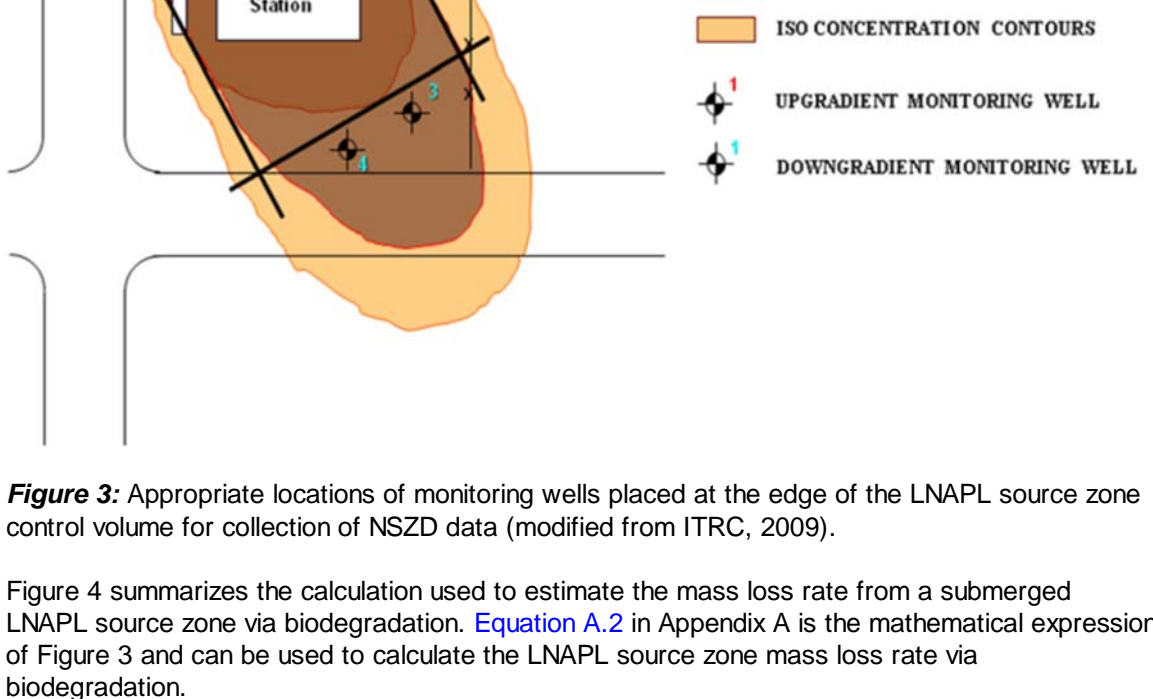 Station
3
4
ISO CONCENTRATION CONTOURS
1
UPGRADIENT MONITORING WELL
1
DOWNGRADIENT MONITORING WELL
x
x
Figure 3: Appropriate locations of monitoring wells placed at the edge of the LNAPL source zone
control volume for collection of NSZD data (modified from ITRC, 2009).
Figure 4 summarizes the calculation used to estimate the mass loss rate from a submerged
LNAPL source zone via biodegradation. Equation A.2 in Appendix A is the mathematical expression
of Figure 3 and can be used to calculate the LNAPL source zone mass loss rate via
biodegradation.